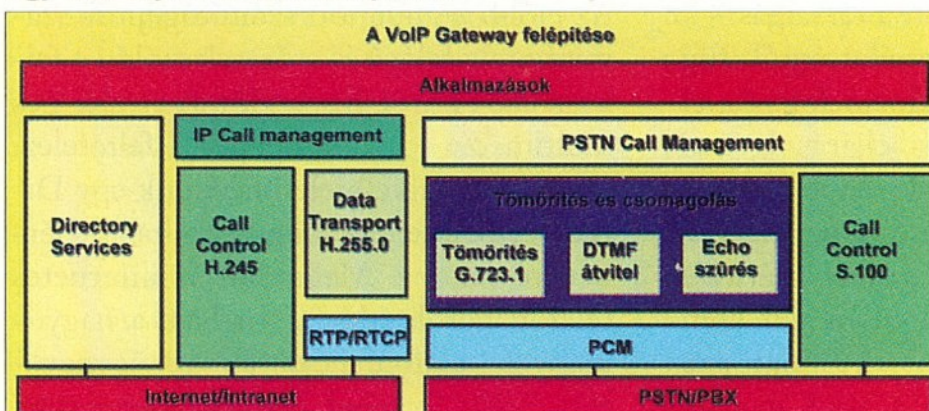 A VoIP Gateway felépítése
Alkalmazások
IP Call management
PSTN Call Management
Directory
Services
Call
Control
H.245
Data
Transport
H.255.0
RTP/RTCP
Tömörítés és csomagolás
Tömörítés
G.723.1
DTMF
átvitel
Echo
szűrés
PCM
Call
Control
S.100
Internet/Intranet
PSTN/PBX